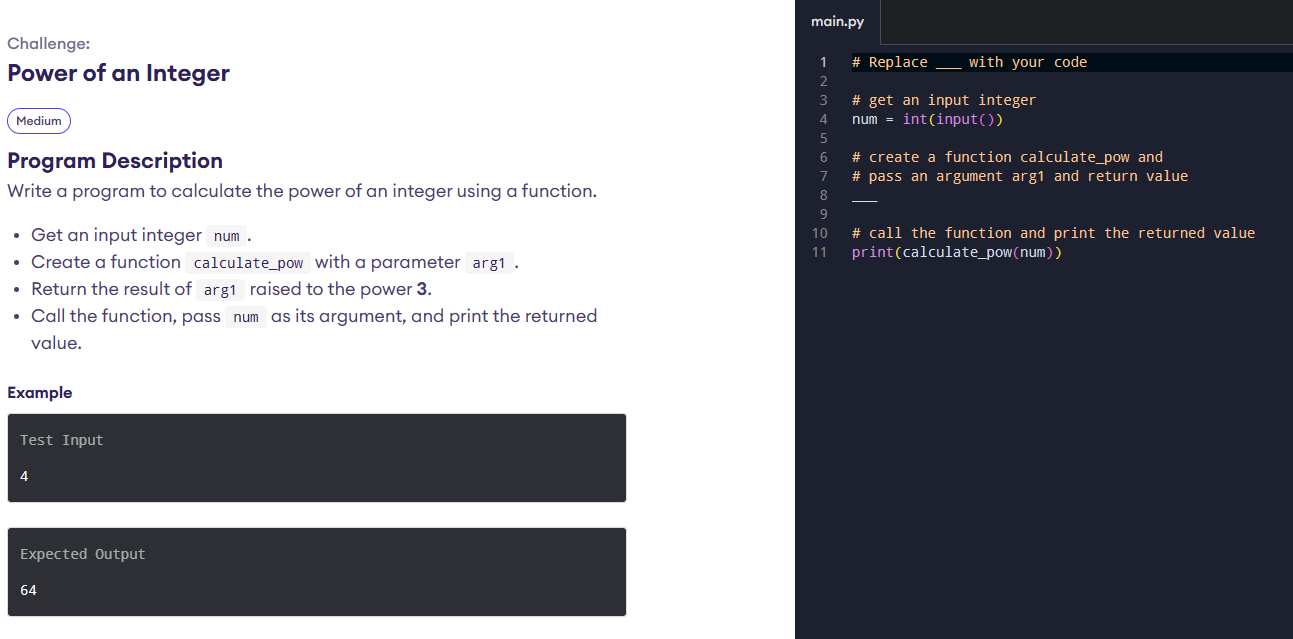 Challenge:
Power of an Integer
Medium
Program Description
Write a program to calculate the power of an integer using a function.
• Get an input integer num .
• Create a function calculate_pow with a parameter arg1 .
• Return the result of arg1 raised to the power 3.
• Call the function, pass num as its argument, and print the returned
value.
Example
Test Input
4
Expected Output
64
main.py
1 # Replace ___ with your code
2
3 # get an input integer
4 num = int(input())
5
6 # create a function calculate_pow and
7 # pass an argument arg1 and return value
8 ___
9
10 # call the function and print the returned value
11 print(calculate_pow(num))